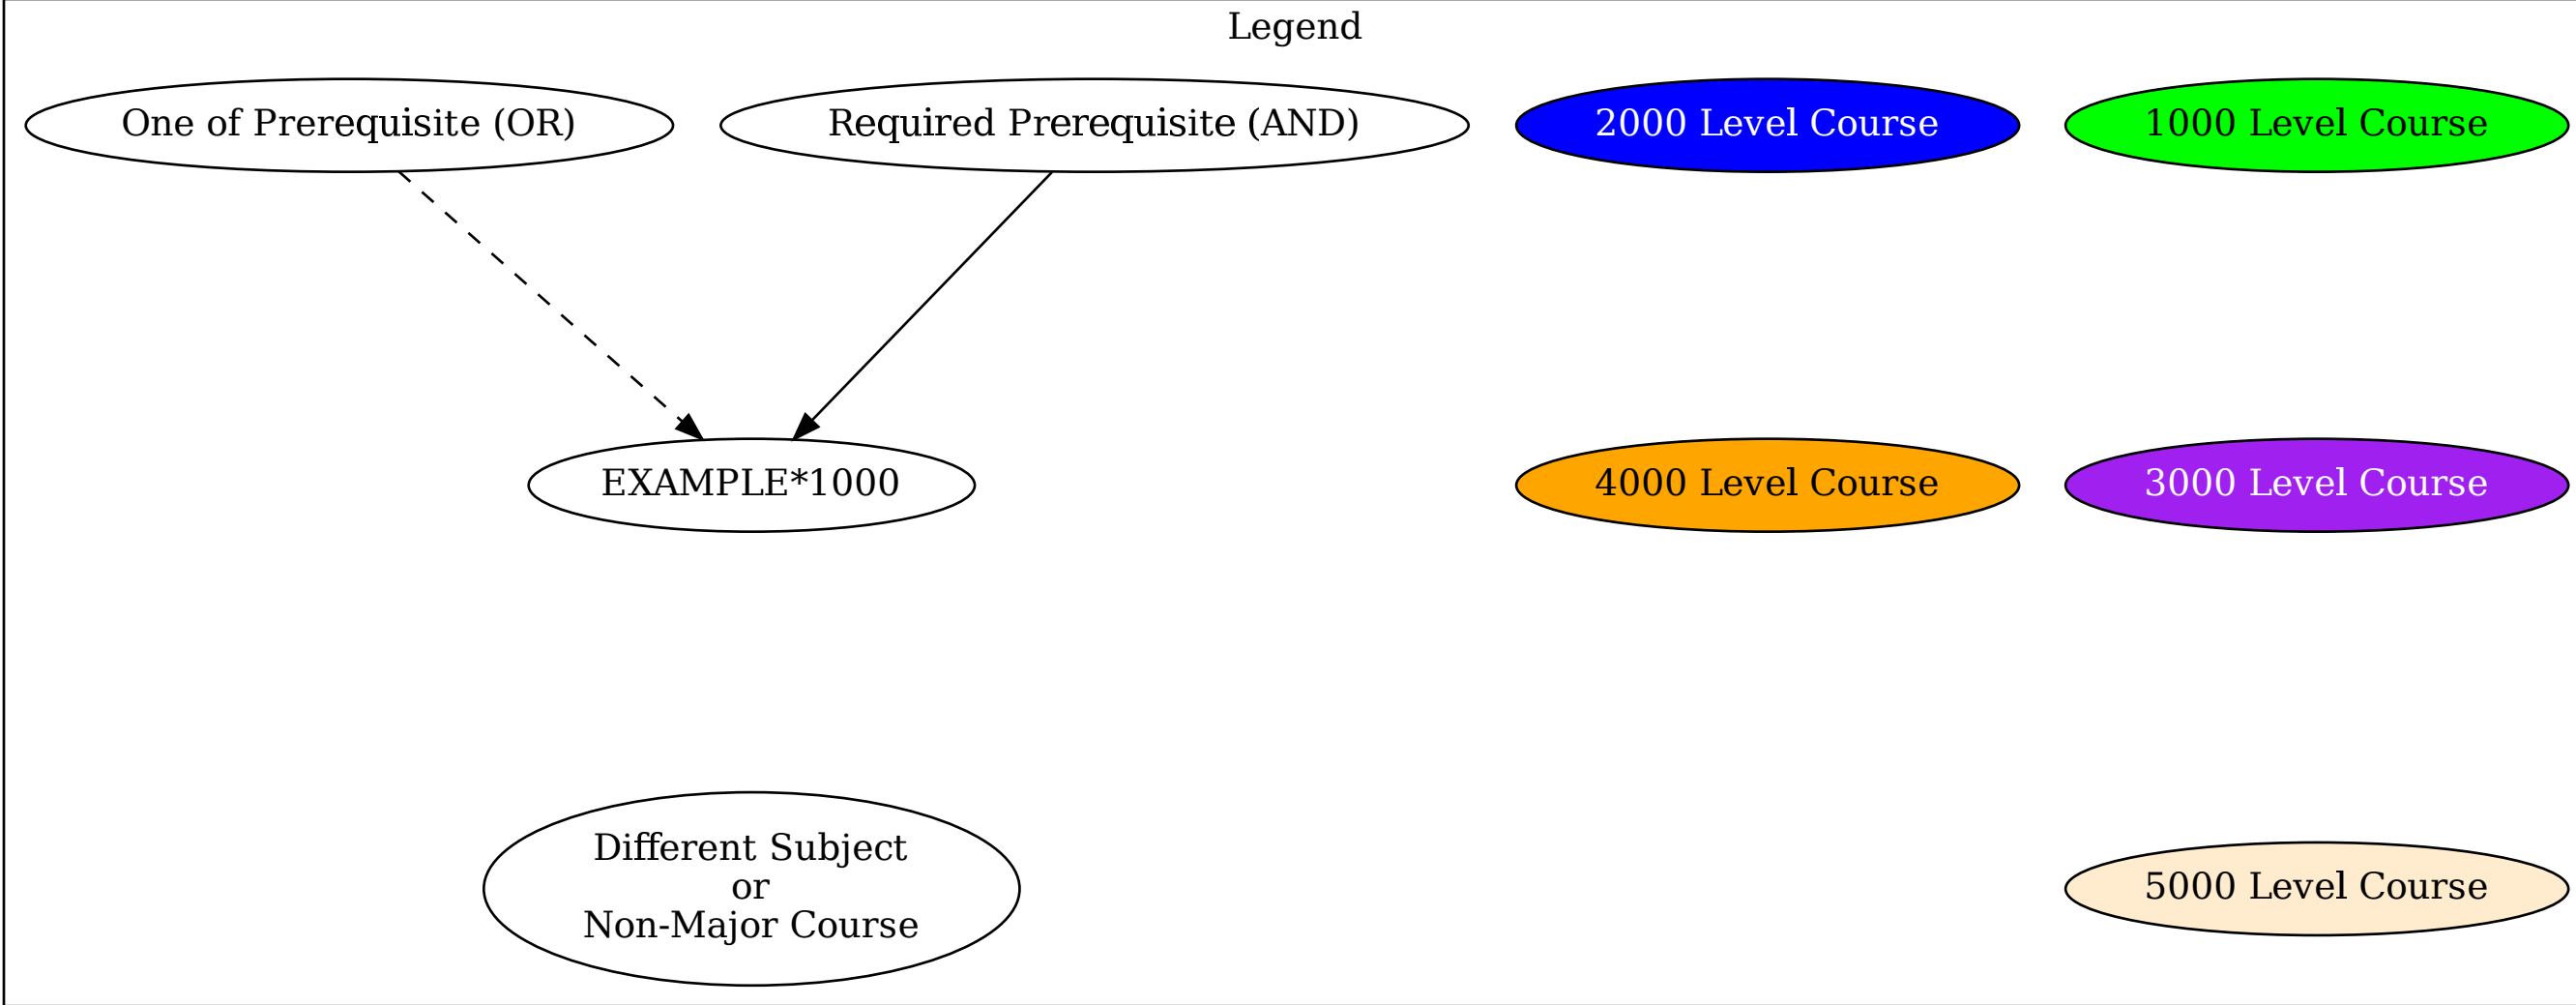 Legend
One of Prerequisite (OR)
Required Prerequisite (AND)
2000 Level Course
1000 Level Course
EXAMPLE*1000
4000 Level Course
3000 Level Course
Different Subject
or
Non-Major Course
5000 Level Course